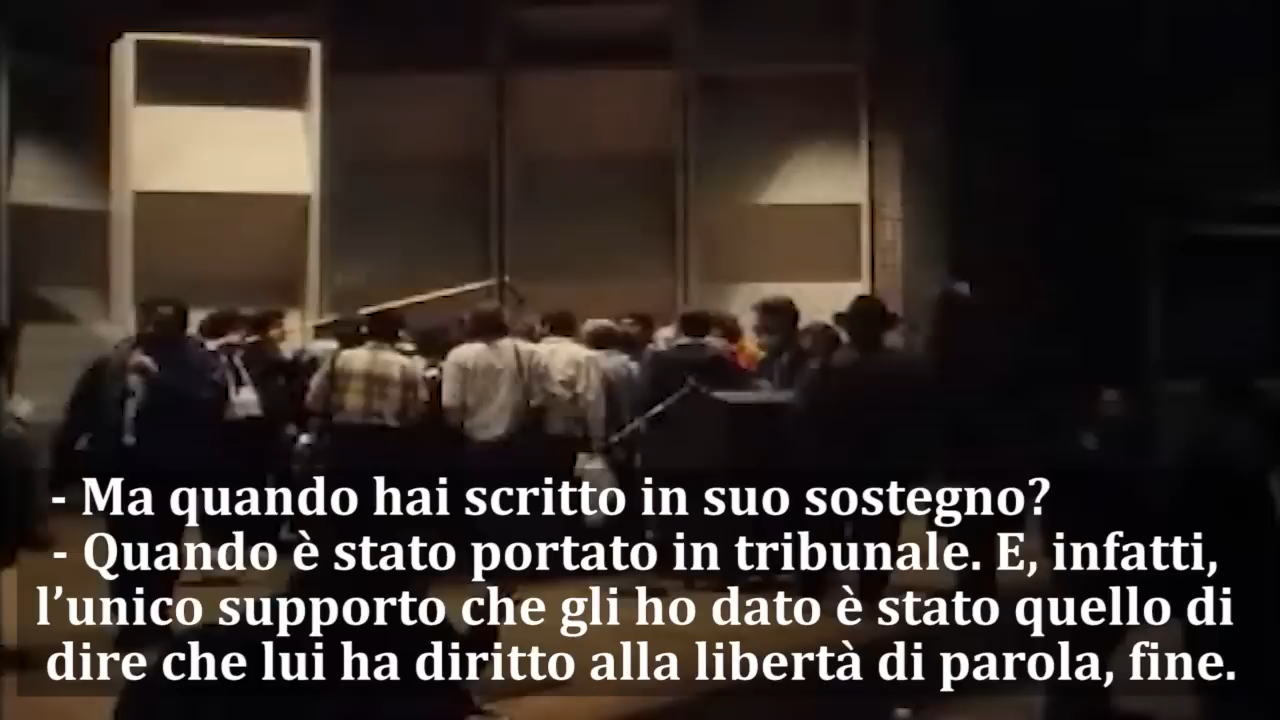 - Ma quando hai scritto in suo sostegno?
- Quando è stato portato in tribunale. E, infatti,
l’unico supporto che gli ho dato è stato quello di
dire che lui ha diritto alla libertà di parola, fine.